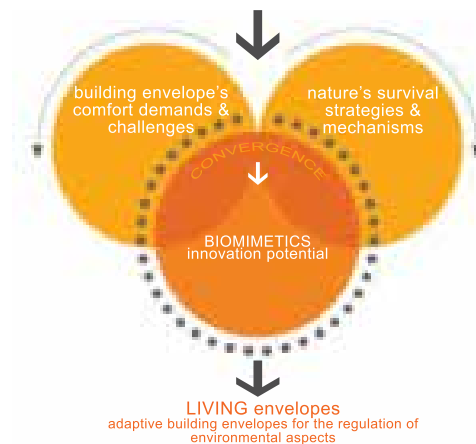 building envelope's
comfort demands &
challenges
nature's survival
strategies &
mechanisms
CONVERGENCE
BIOMIMETICS
innovation potential
LIVING envelopes
adaptive building envelopes for the regulation of
environmental aspects